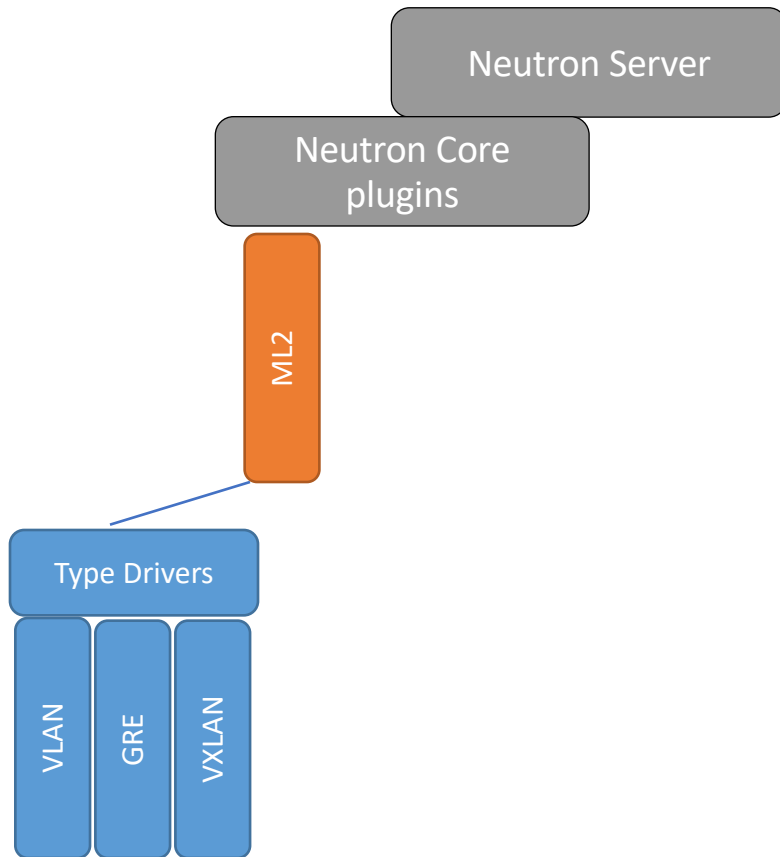 Neutron Server
Neutron Core
plugins
ML2
Type Drivers
VLAN
GRE
VXLAN